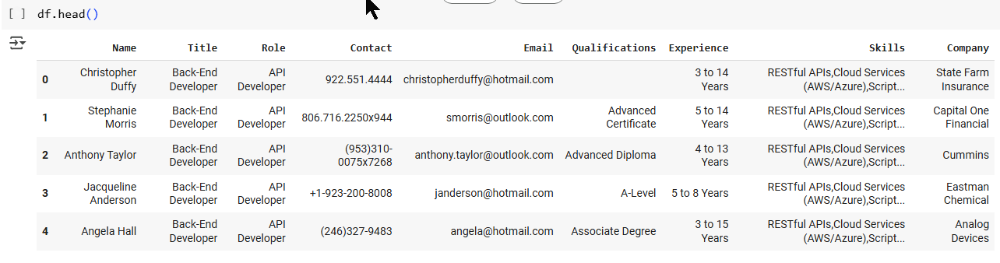 [ ] df.head()
Name Title Role Contact Email Qualifications Experience Skills Company
0 Christopher Duffy Back-End Developer API Developer 922.551.4444 christopherduffy@hotmail.com 3 to 14 Years RESTful APIs,Cloud Services (AWS/Azure),Script... State Farm Insurance
1 Stephanie Morris Back-End Developer API Developer 806.716.2250x944 smorris@outlook.com Advanced Certificate 5 to 14 Years RESTful APIs,Cloud Services (AWS/Azure),Script... Capital One Financial
2 Anthony Taylor Back-End Developer API Developer (953)310-0075x7268 anthony.taylor@outlook.com Advanced Diploma 4 to 13 Years RESTful APIs,Cloud Services (AWS/Azure),Script... Cummins
3 Jacqueline Anderson Back-End Developer API Developer +1-923-200-8008 janderson@hotmail.com A-Level 5 to 8 Years RESTful APIs,Cloud Services (AWS/Azure),Script... Eastman Chemical
4 Angela Hall Back-End Developer API Developer (246)327-9483 angela@hotmail.com Associate Degree 3 to 15 Years RESTful APIs,Cloud Services (AWS/Azure),Script... Analog Devices